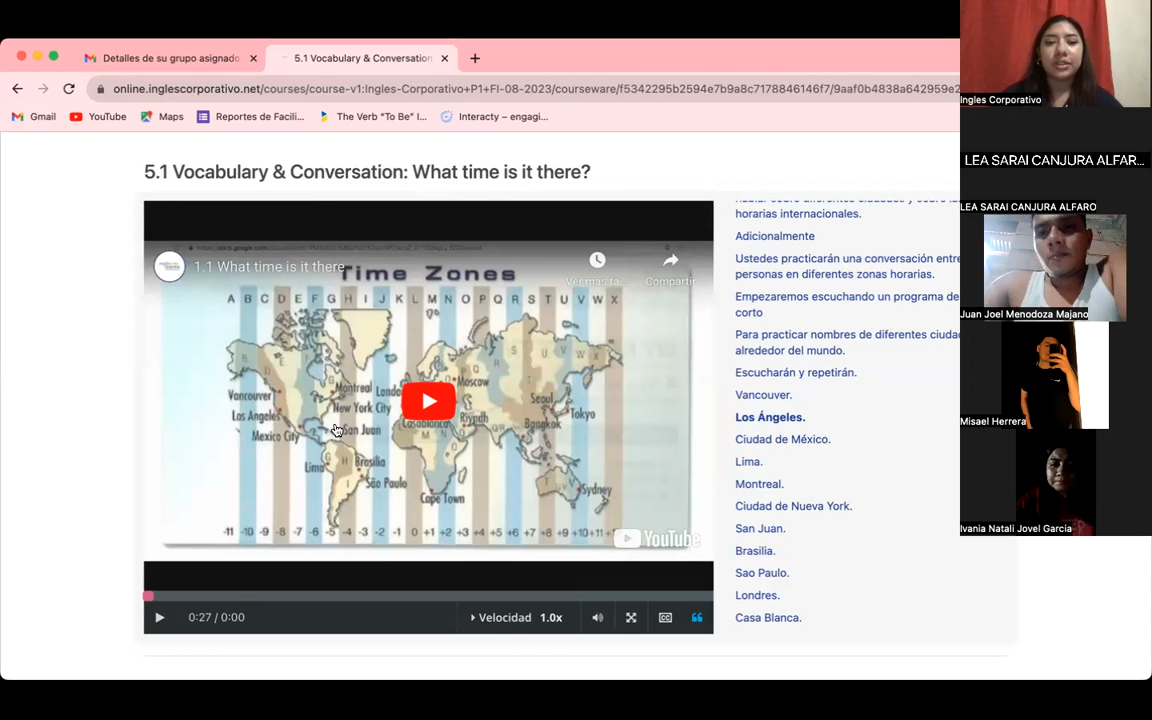 Detalles de su grupo asignado
5.1 Vocabulary & Conversation
online.inglescorporativo.net/courses/course-v1:Ingles-Corporativo+P1+FI-08-2023/courseware/f5342295b2594e7b9a8c7178846146f7/9aaf0b4838a642959e2
Gmail
YouTube
Maps
Reportes de Facili...
The Verb "To Be" I...
Interacty – engagi...
5.1 Vocabulary & Conversation: What time is it there?
1.1 What time is it there
Time Zones
Ver más ta
Compartir
A B C D E F G H I J K L M N O P Q R S T U V W X
Vancouver
Los Angeles
Mexico City
Montreal
New York City
San Juan
Lima
Brasilia
São Paulo
London
Moscow
Casablanca
Riyadh
Cape Town
Seoul
Tokyo
Bangkok
Sydney
-11 -10 -9 -8 -7 -6 -5 -4 -3 -2 -1 0 +1 +2 +3 +4 +5 +6 +7 +8 +9 +10 +11
YouTube
0:27 / 0:00
Velocidad 1.0x
horarias internacionales.
Adicionalmente
Ustedes practicarán una conversación entre
personas en diferentes zonas horarias.
Empezaremos escuchando un programa de
corto
Para practicar nombres de diferentes ciuda
alrededor del mundo.
Escucharán y repetirán.
Vancouver.
Los Ángeles.
Ciudad de México.
Lima.
Montreal.
Ciudad de Nueva York.
San Juan.
Brasilia.
Sao Paulo.
Londres.
Casa Blanca.
Ingles Corporativo
LEA SARAI CANJURA ALFAR...
LEA SARAI CANJURA ALFARO
Juan Joel Menodoza Majano
Misael Herrera
Ivania Natali Jovel Garcia